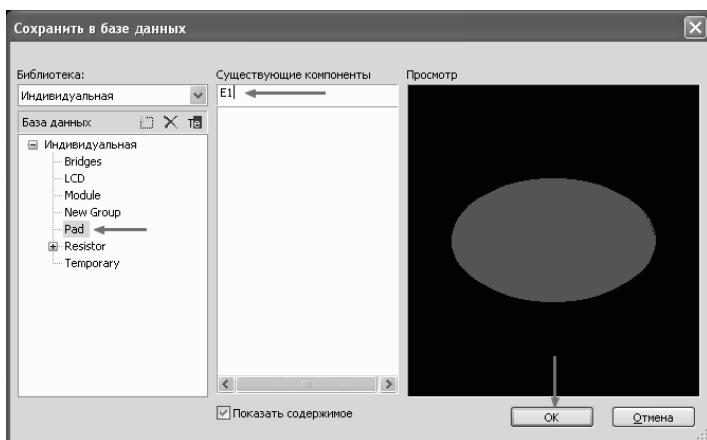 Сохранить в базе данных
Библиотека:
Индивидуальная
База данных
Индивидуальная
Bridges
LCD
Module
New Group
Pad
Resistor
Temporary
Существующие компоненты
E1
Показать содержимое
Просмотр
OK
Отмена